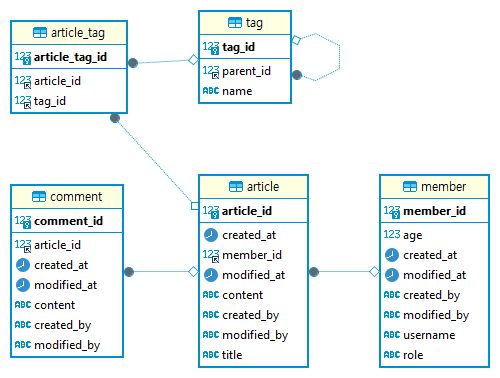 article_tag
123 article_tag_id
123 article_id
123 tag_id
tag
123 tag_id
123 parent_id
ABC name
comment
123 comment_id
123 article_id
created_at
modified_at
ABC content
ABC created_by
ABC modified_by
article
123 article_id
created_at
123 member_id
modified_at
ABC content
ABC created_by
ABC modified_by
ABC title
member
123 member_id
123 age
created_at
modified_at
ABC created_by
ABC modified_by
ABC username
ABC role